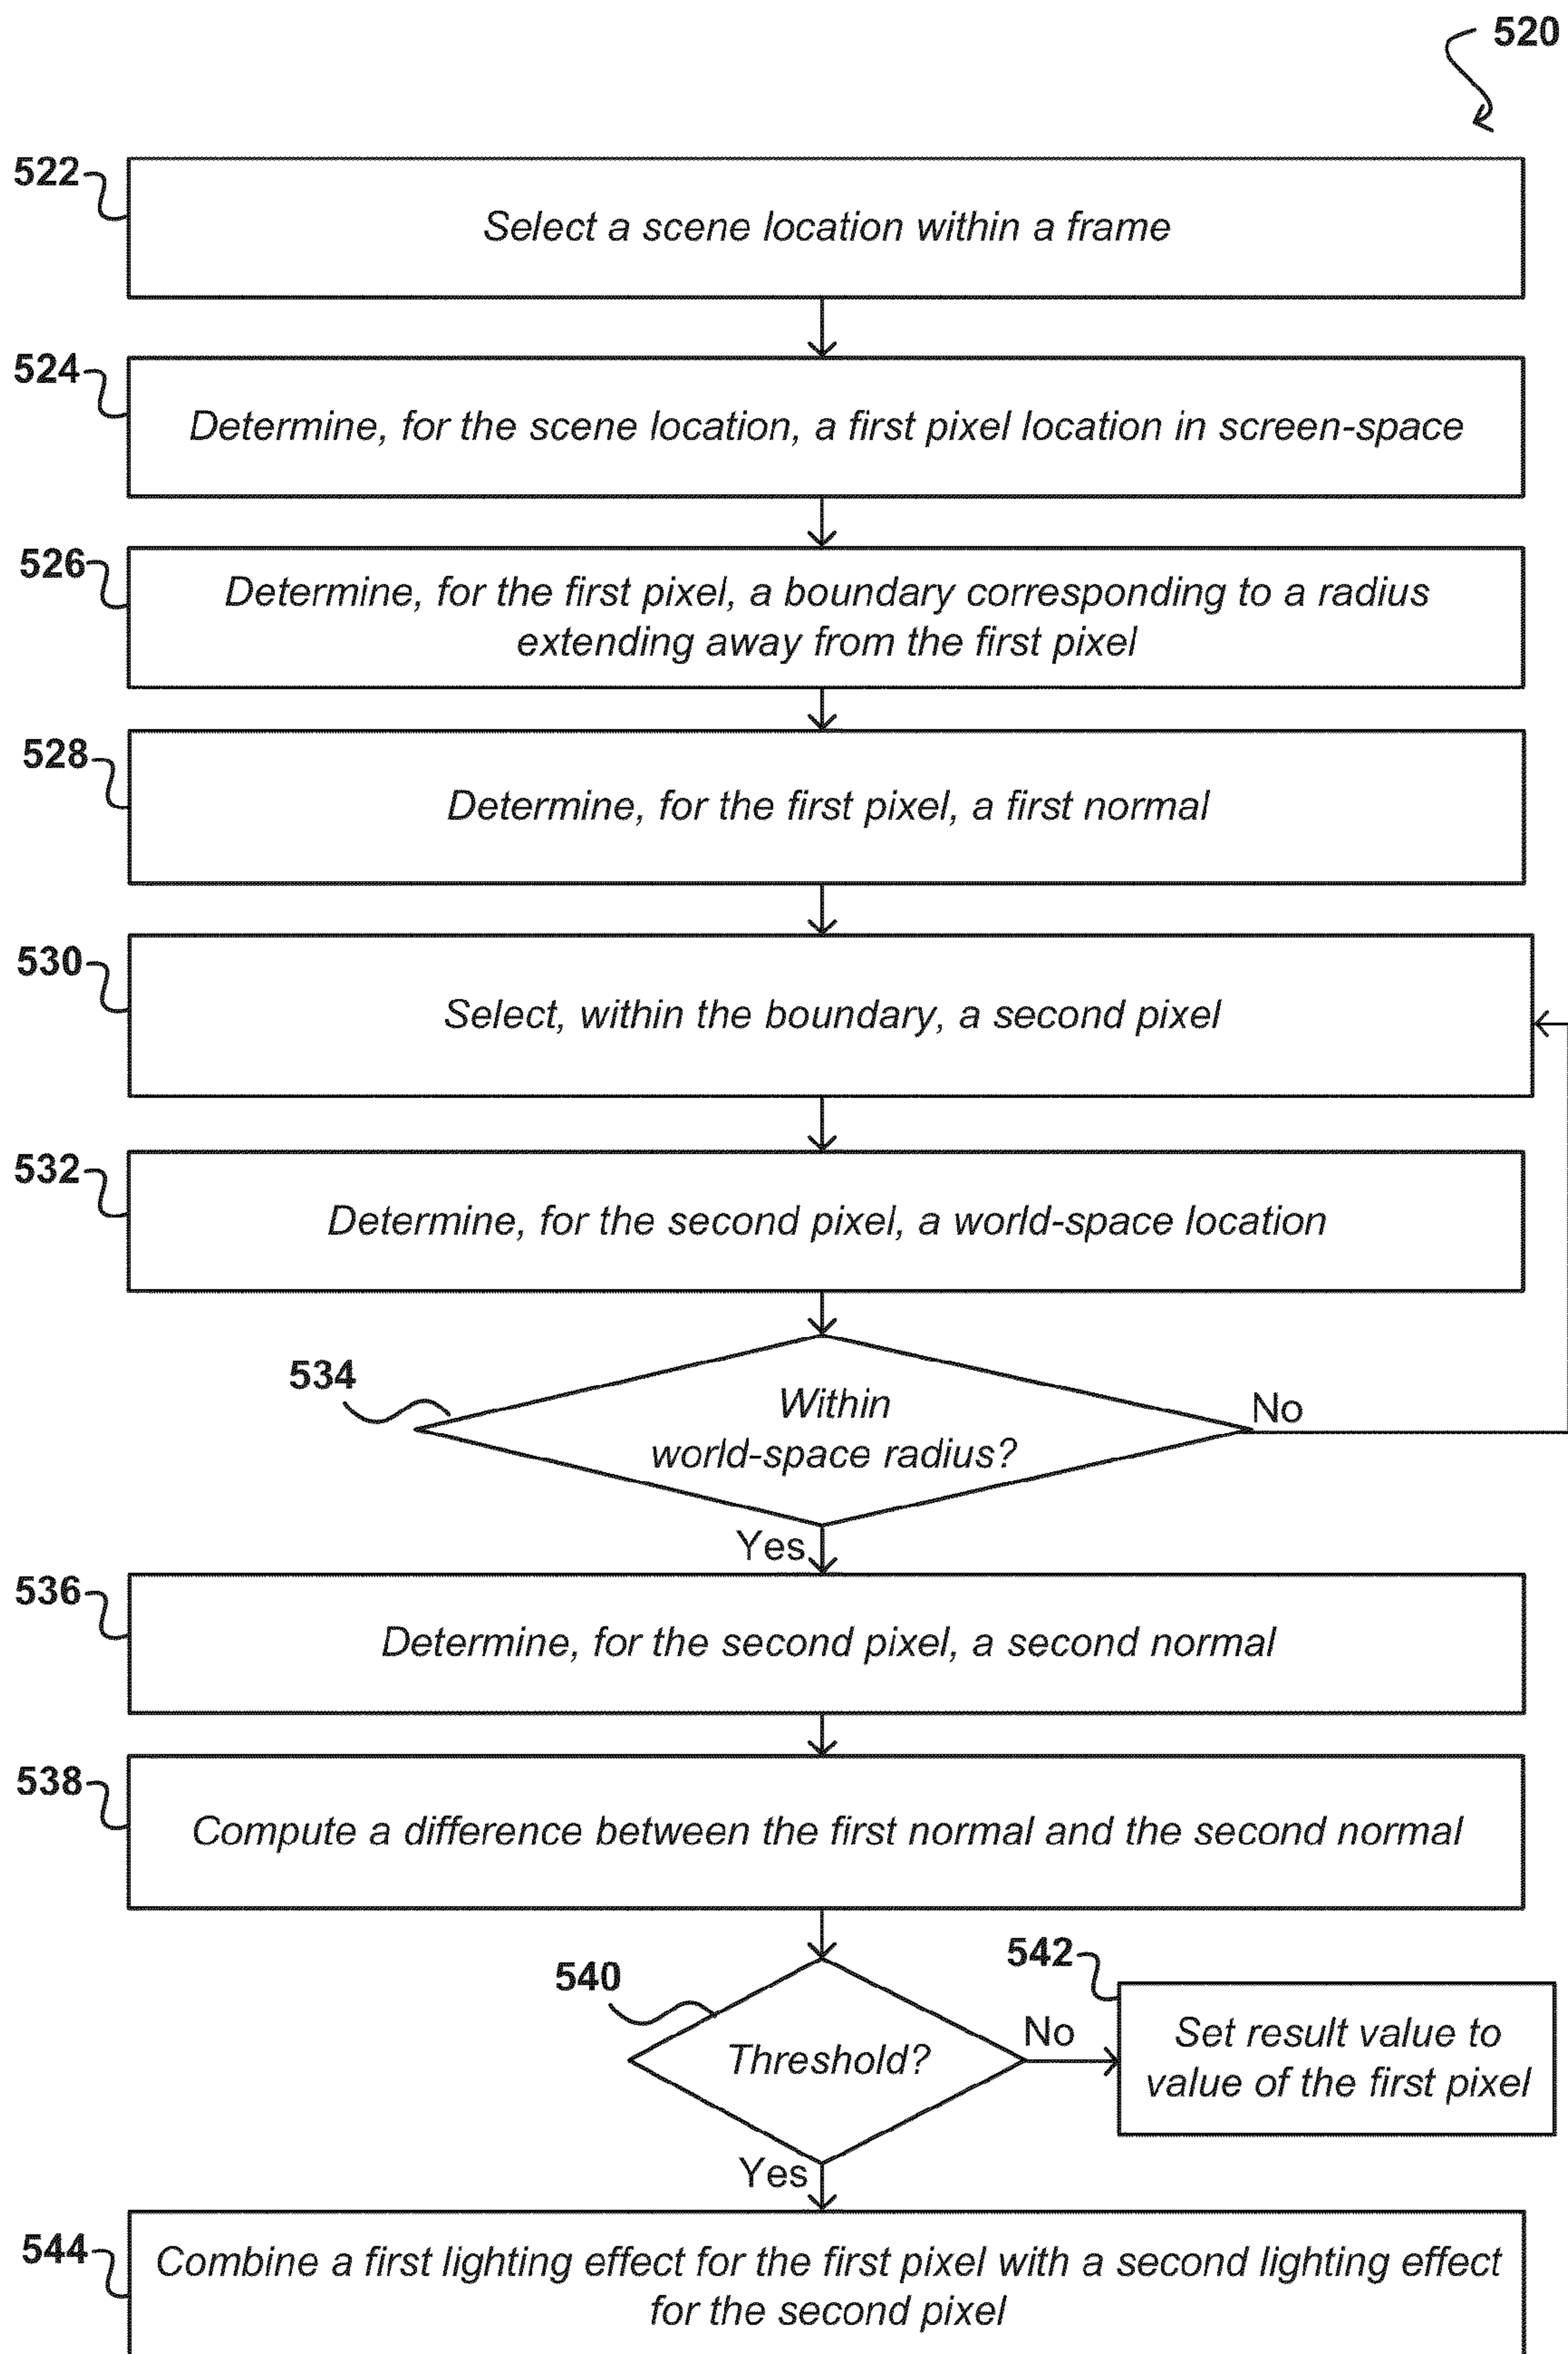 520
522
Select a scene location within a frame
524
Determine, for the scene location, a first pixel location in screen-space
526
Determine, for the first pixel, a boundary corresponding to a radius
extending away from the first pixel
528
Determine, for the first pixel, a first normal
530
Select, within the boundary, a second pixel
532
Determine, for the second pixel, a world-space location
534
Within
world-space radius?
No
Yes
536
Determine, for the second pixel, a second normal
538
Compute a difference between the first normal and the second normal
540
Threshold?
No
542
Set result value to
value of the first pixel
Yes
544
Combine a first lighting effect for the first pixel with a second lighting effect
for the second pixel